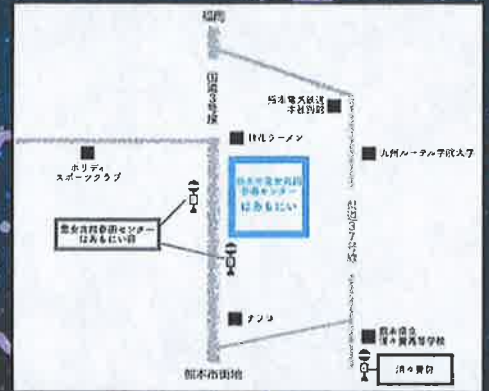 福岡
国道3号線
熊本電気鉄道
本社別館
桂花ラーメン
九州ルーテル学院大学
ホリデイ
スポーツクラブ
熊本市男女共同
参画センター
はあもにい
男女共同参画センター
はあもにい前
県道37号線
ナフコ
熊本県立
済々黌高等学校
済々黌前
熊本市街地